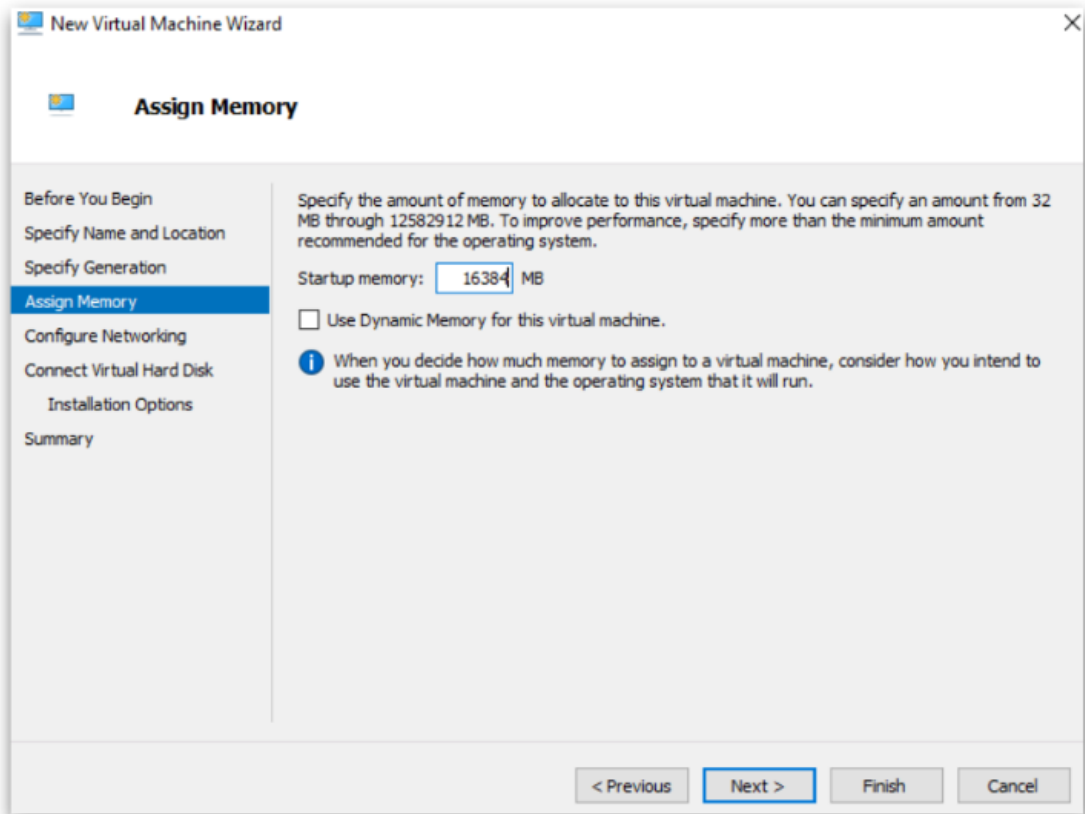 New Virtual Machine Wizard
Assign Memory
Before You Begin
Specify Name and Location
Specify Generation
Assign Memory
Configure Networking
Connect Virtual Hard Disk
Installation Options
Summary
Specify the amount of memory to allocate to this virtual machine. You can specify an amount from 32
MB through 12582912 MB. To improve performance, specify more than the minimum amount
recommended for the operating system.
Startup memory: 16384 MB
Use Dynamic Memory for this virtual machine.
When you decide how much memory to assign to a virtual machine, consider how you intend to
use the virtual machine and the operating system that it will run.
< Previous Next > Finish Cancel